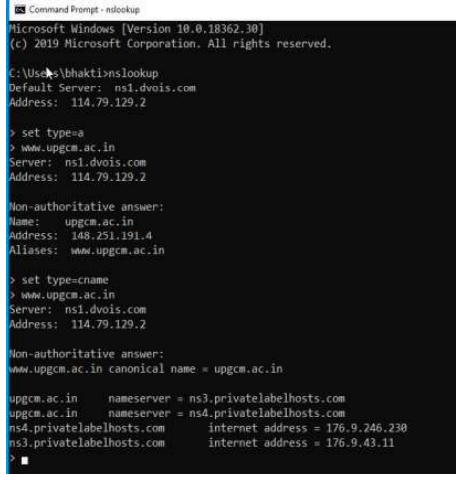 Command Prompt - nslookup
Microsoft Windows [Version 10.0.18362.30]
(c) 2019 Microsoft Corporation. All rights reserved.
C:\Users\bhakti>nslookup
Default Server:  ns1.dvois.com
Address:  114.79.129.2
> set type=a
> www.upgcm.ac.in
Server:  ns1.dvois.com
Address:  114.79.129.2
Non-authoritative answer:
Name:    upgcm.ac.in
Address:  148.251.191.4
Aliases:  www.upgcm.ac.in
> set type=cname
> www.upgcm.ac.in
Server:  ns1.dvois.com
Address:  114.79.129.2
Non-authoritative answer:
www.upgcm.ac.in canonical name = upgcm.ac.in
upgcm.ac.in     nameserver = ns3.privatelabelhosts.com
upgcm.ac.in     nameserver = ns4.privatelabelhosts.com
ns4.privatelabelhosts.com       internet address = 176.9.246.230
ns3.privatelabelhosts.com       internet address = 176.9.43.11
>